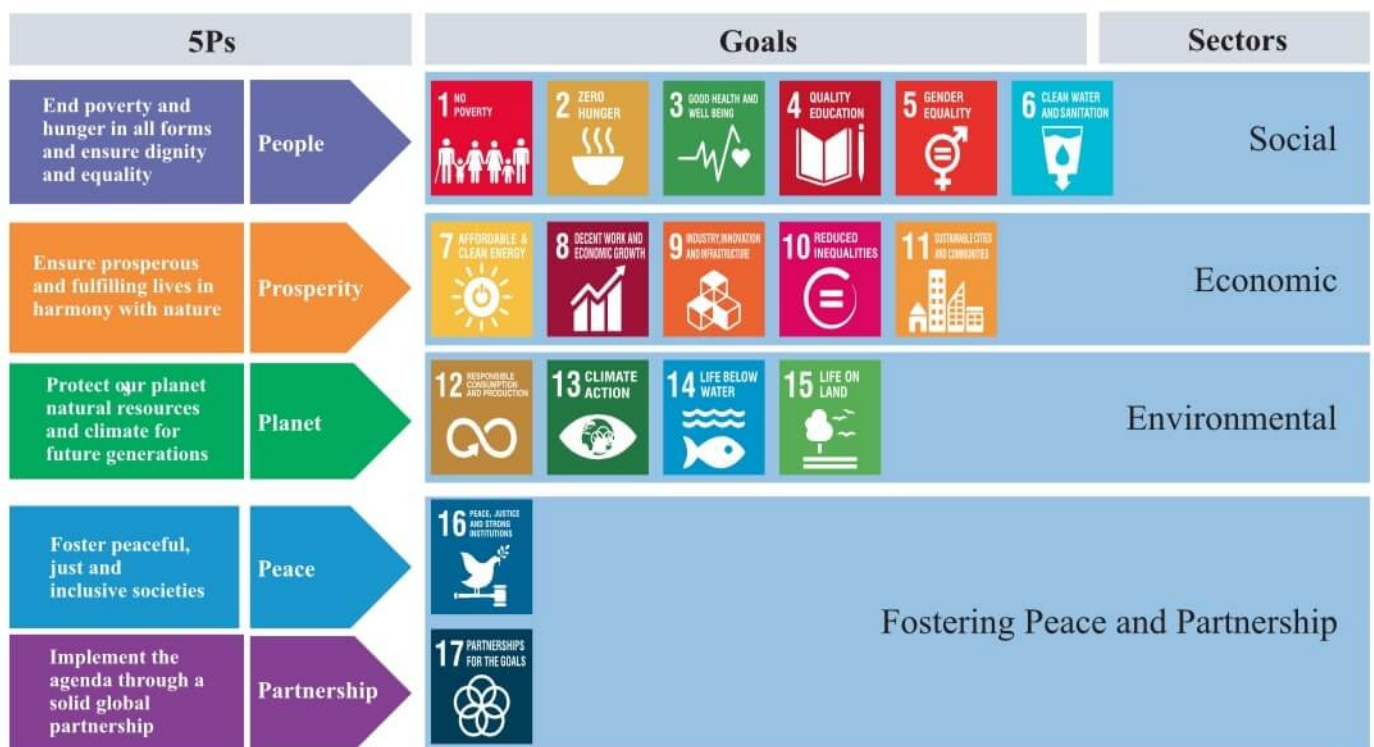 5Ps
Goals
Sectors
End poverty and
hunger in all forms
and ensure dignity
and equality
People
1 NO
POVERTY
2 ZERO
HUNGER
3 GOOD HEALTH AND
WELL BEING
4 QUALITY
EDUCATION
5 GENDER
EQUALITY
6 CLEAN WATER
AND SANITATION
Social
Ensure prosperous
and fulfilling lives in
harmony with nature
Prosperity
7 AFFORDABLE &
CLEAN ENERGY
8 DECENT WORK AND
ECONOMIC GROWTH
9 INDUSTRY, INNOVATION
AND INFRASTRUCTURE
10 REDUCED
INEQUALITIES
11 SUSTAINABLE CITIES
AND COMMUNITIES
Economic
Protect our planet
natural resources
and climate for
future generations
Planet
12 RESPONSIBLE
CONSUMPTION
AND PRODUCTION
13 CLIMATE
ACTION
14 LIFE BELOW
WATER
15 LIFE ON
LAND
Environmental
Foster peaceful,
just and
inclusive societies
Peace
16 PEACE, JUSTICE
AND STRONG
INSTITUTIONS
Fostering Peace and Partnership
Implement the
agenda through a
solid global
partnership
Partnership
17 PARTNERSHIPS
FOR THE GOALS